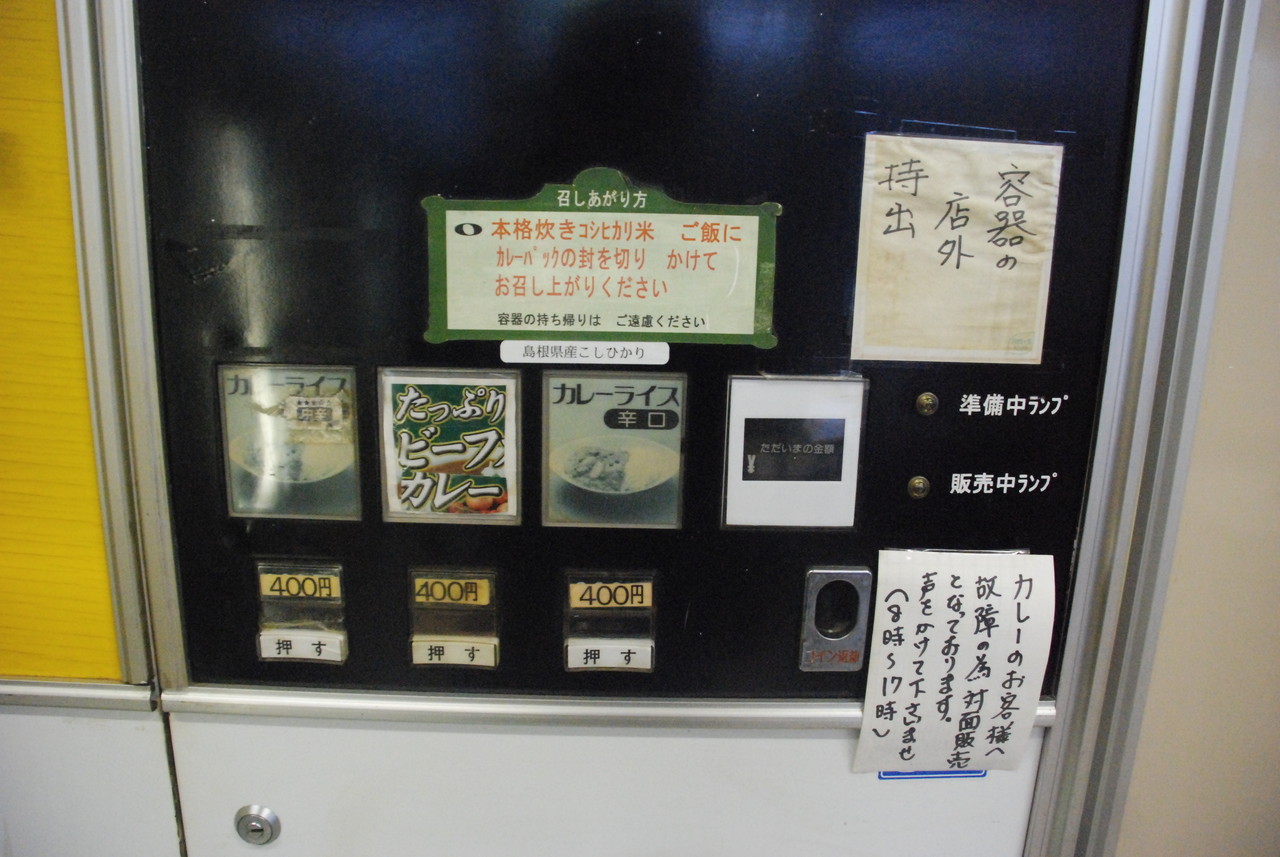 召しあがり方
本格炊きコシヒカリ米　ご飯に
カレーパックの封を切り　かけて
お召し上がりください
容器の持ち帰りは　ご遠慮ください
島根県産こしひかり
容器の
店外
持出
カレーライス
中辛
たっぷり
ビーフ
カレー
カレーライス
辛口
ただいまの金額
¥
準備中ランプ
販売中ランプ
400円
押す
400円
押す
400円
押す
コイン返却
カレーのお客様へ
故障の為対面販売
となっております。
声をかけて下さいませ
(8時〜17時)